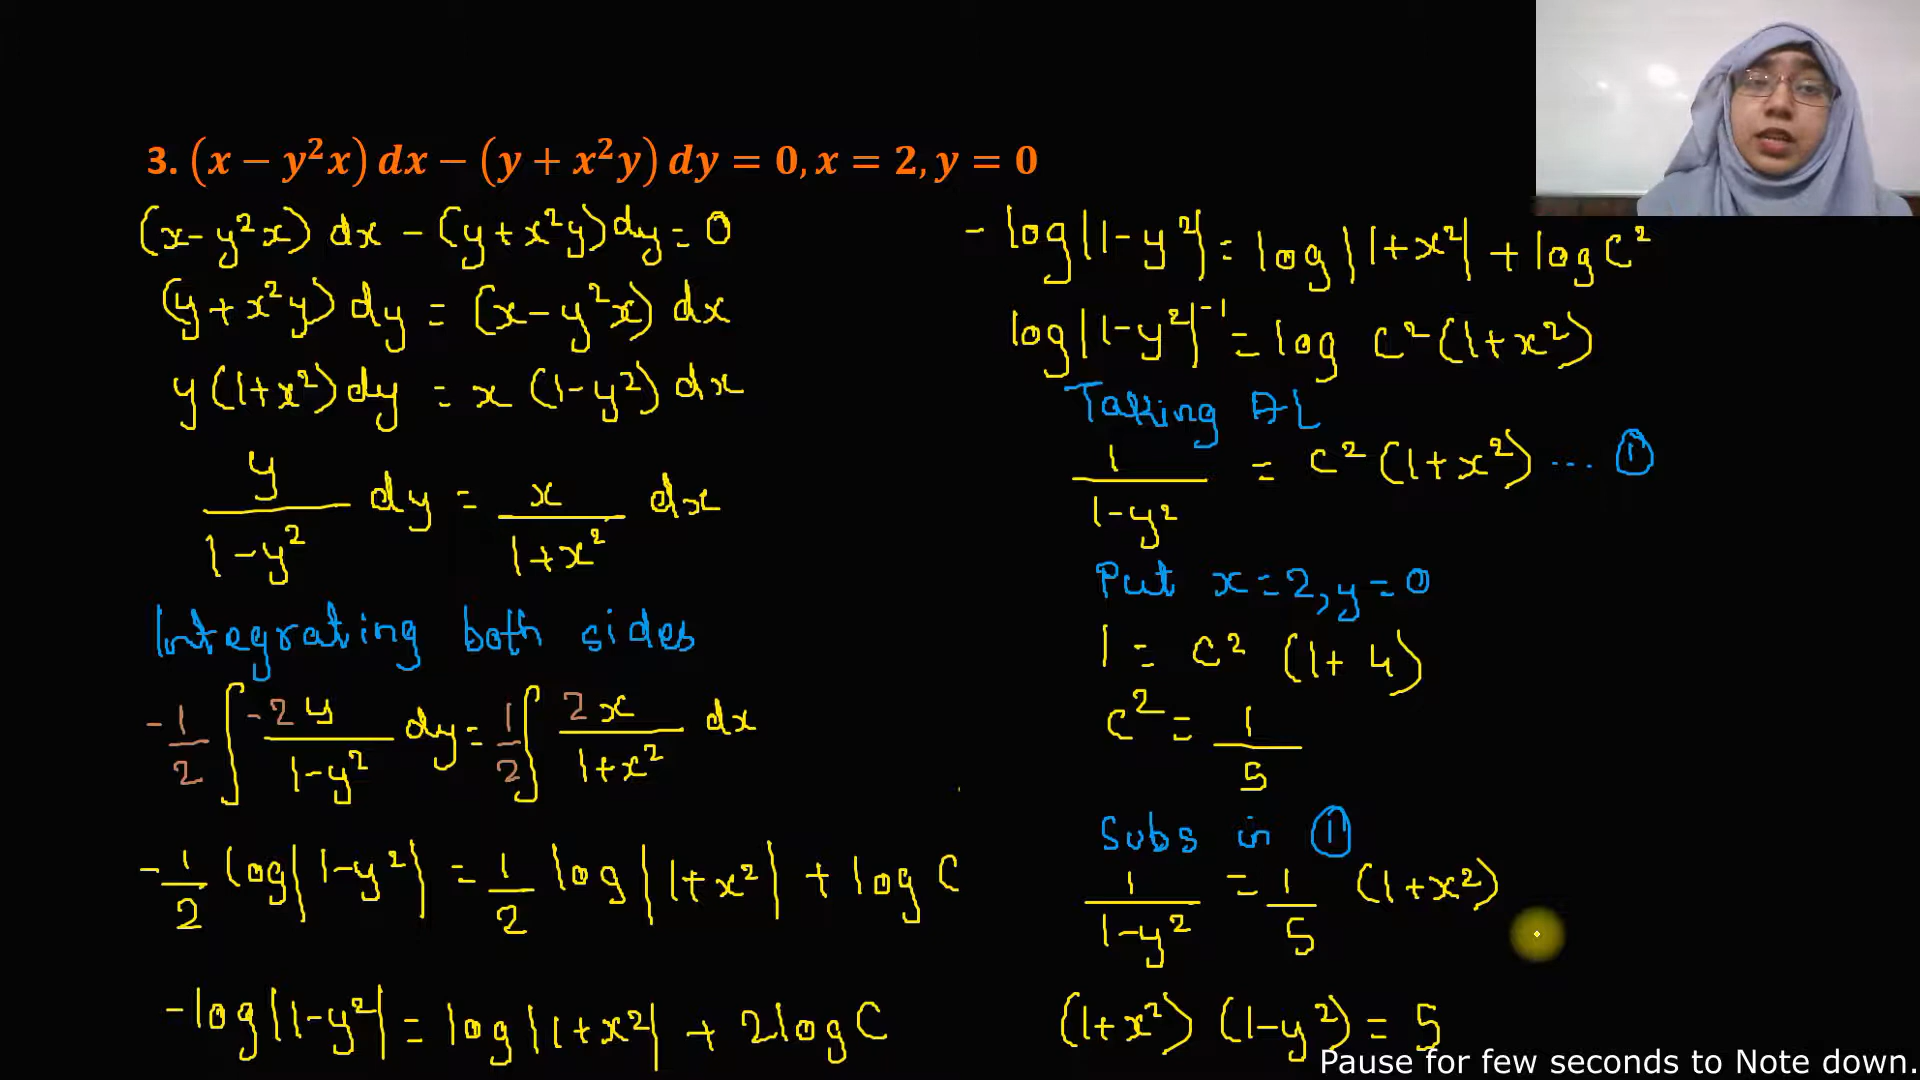 3. (x − y²x) dx − (y + x²y) dy = 0, x = 2, y = 0
(x-y²x) dx - (y+x²y)dy = 0
(y+x²y) dy = (x-y²x) dx
y(1+x²)dy = x (1-y²) dx
y/(1-y²) dy = x/(1+x²) dx
Integrating both sides
-1/2 ∫ -2y/(1-y²) dy = 1/2 ∫ 2x/(1+x²) dx
-1/2 log|1-y²| = 1/2 log|1+x²| + log C
-log|1-y²| = log|1+x²| + 2logC
-log|1-y²| = log|1+x²| + logC²
log|1-y²|⁻¹ = log C²(1+x²)
Taking AL
1/(1-y²) = C²(1+x²) ... ①
Put x=2, y=0
1 = C² (1+4)
C² = 1/5
Subs in ①
1/(1-y²) = 1/5 (1+x²)
(1+x²) (1-y²) = 5
Pause for few seconds to Note down.